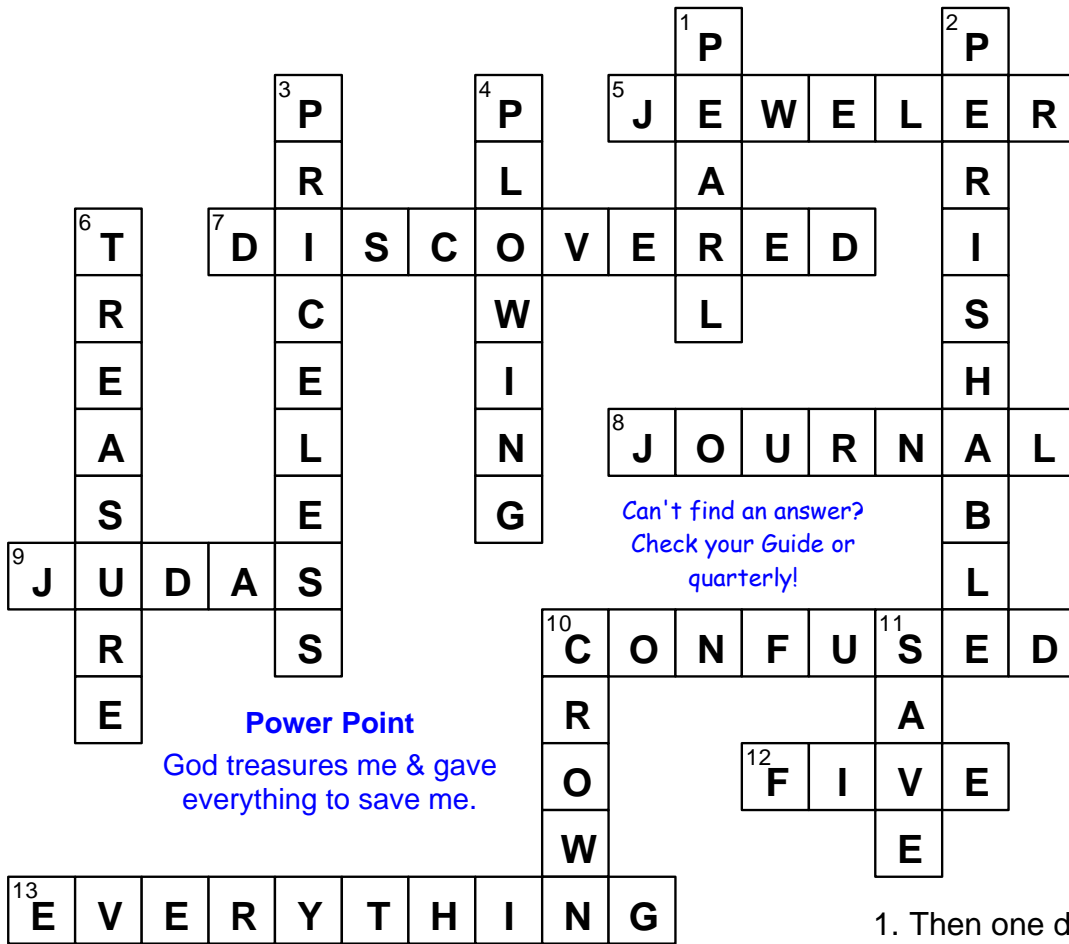 1 P 2 P
3 P 4 P 5 J E W E L E R
R L A R
6 T 7 D I S C O V E R E D I
R C W L S
E E I H
A L N 8 J O U R N A L
S E G B
Can't find an answer?
Check your Guide or
quarterly!
9 J U D A S L
R S 10 C O N F U 11 S E D
E R A
Power Point
God treasures me & gave
everything to save me.
O 12 F I V E
W E
13 E V E R Y T H I N G
1. Then one d